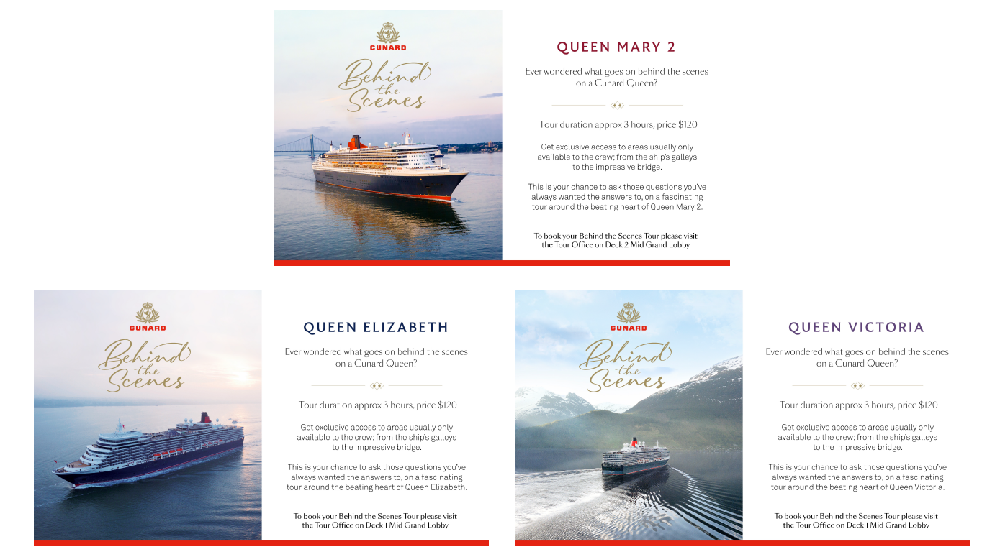 CUNARD
Behind
the
Scenes
QUEEN MARY 2
Ever wondered what goes on behind the scenes
on a Cunard Queen?
Tour duration approx 3 hours, price $120
Get exclusive access to areas usually only
available to the crew; from the ship's galleys
to the impressive bridge.
This is your chance to ask those questions you've
always wanted the answers to, on a fascinating
tour around the beating heart of Queen Mary 2.
To book your Behind the Scenes Tour please visit
the Tour Office on Deck 2 Mid Grand Lobby
CUNARD
Behind
the
Scenes
QUEEN ELIZABETH
Ever wondered what goes on behind the scenes
on a Cunard Queen?
Tour duration approx 3 hours, price $120
Get exclusive access to areas usually only
available to the crew; from the ship's galleys
to the impressive bridge.
This is your chance to ask those questions you've
always wanted the answers to, on a fascinating
tour around the beating heart of Queen Elizabeth.
To book your Behind the Scenes Tour please visit
the Tour Office on Deck 1 Mid Grand Lobby
CUNARD
Behind
the
Scenes
QUEEN VICTORIA
Ever wondered what goes on behind the scenes
on a Cunard Queen?
Tour duration approx 3 hours, price $120
Get exclusive access to areas usually only
available to the crew; from the ship's galleys
to the impressive bridge.
This is your chance to ask those questions you've
always wanted the answers to, on a fascinating
tour around the beating heart of Queen Victoria.
To book your Behind the Scenes Tour please visit
the Tour Office on Deck 1 Mid Grand Lobby